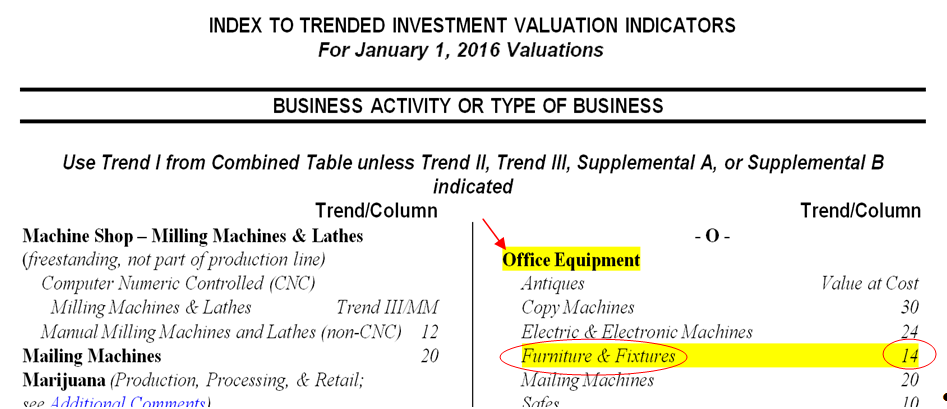 INDEX TO TRENDED INVESTMENT VALUATION INDICATORS
For January 1, 2016 Valuations
BUSINESS ACTIVITY OR TYPE OF BUSINESS
Use Trend I from Combined Table unless Trend II, Trend III, Supplemental A, or Supplemental B
indicated
Trend/Column
Machine Shop – Milling Machines & Lathes
(freestanding, not part of production line)
Computer Numeric Controlled (CNC)
Milling Machines & Lathes Trend III/MM
Manual Milling Machines and Lathes (non-CNC) 12
Mailing Machines 20
Marijuana (Production, Processing, & Retail;
see Additional Comments)
Trend/Column
- O -
Office Equipment
Antiques Value at Cost
Copy Machines 30
Electric & Electronic Machines 24
Furniture & Fixtures 14
Mailing Machines 20
Safes 10